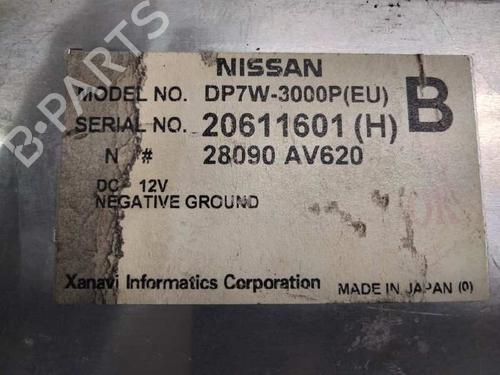 NISSAN
MODEL NO. DP7W-3000P(EU)
B
SERIAL NO. 20611601 (H)
N # 28090 AV620
DC 12V
NEGATIVE GROUND
OK
Xanavi Informatics Corporation
MADE IN JAPAN (0)
B-PARTS